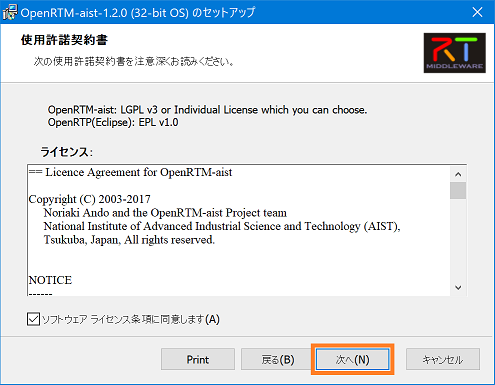 OpenRTM-aist-1.2.0 (32-bit OS) のセットアップ
使用許諾契約書
次の使用許諾契約書を注意深くお読みください。
RT
MIDDLEWARE
OpenRTM-aist: LGPL v3 or Individual License which you can choose.
OpenRTP(Eclipse): EPL v1.0
ライセンス:
== Licence Agreement for OpenRTM-aist
Copyright (C) 2003-2017
Noriaki Ando and the OpenRTM-aist Project team
National Institute of Advanced Industrial Science and Technology (AIST),
Tsukuba, Japan, All rights reserved.
NOTICE
------
ソフトウェア ライセンス条項に同意します(A)
Print
戻る(B)
次へ(N)
キャンセル